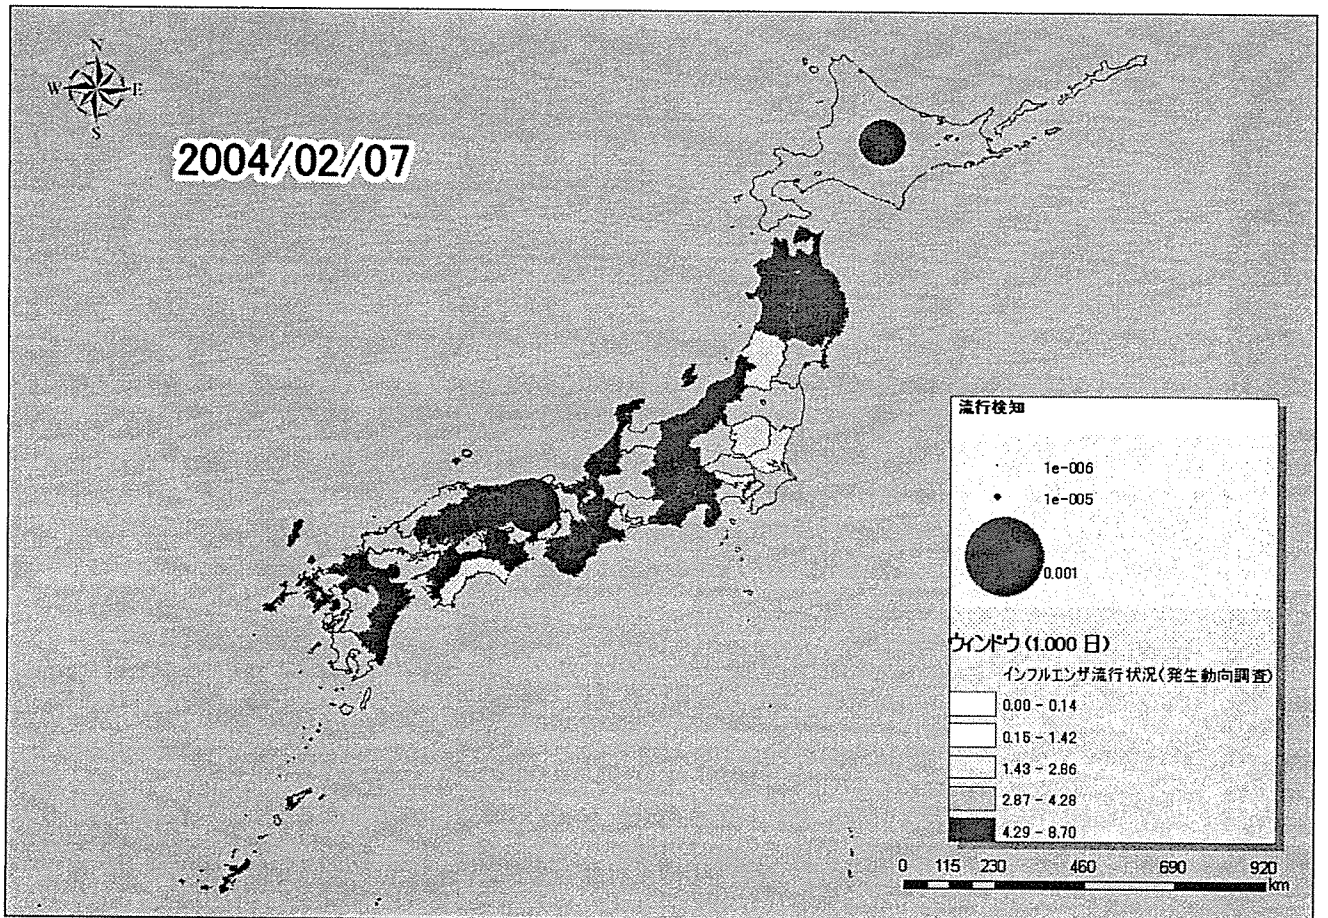 N
W E
S
2004/02/07
流行検知
1e-006
1e-005
0.001
ウィンドウ (1.000 日)
インフルエンザ流行状況(発生動向調査)
0.00 - 0.14
0.15 - 1.42
1.43 - 2.86
2.87 - 4.28
4.29 - 8.70
0 115 230 460 690 920
km